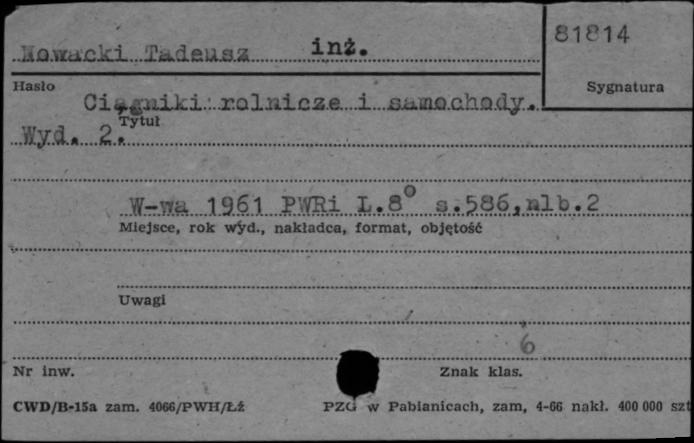 Nowacki Tadeusz inż.
81814
Hasło
Sygnatura
Ciągniki rolnicze i samochody.
Tytuł
Wyd. 2.
W-wa 1961 PWRi L.8° s.586,nlb.2
Miejsce, rok wyd., nakładca, format, objętość
Uwagi
6
Nr inw.
Znak klas.
CWD/B-15a zam. 4066/PWH/Łź
PZG w Pabianicach, zam, 4-66 nakł. 400 000 szt